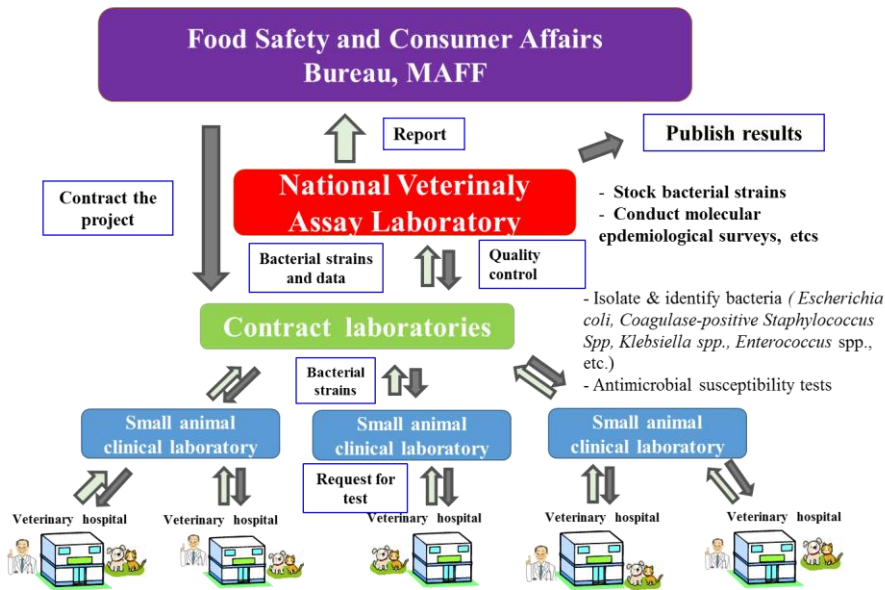 Food Safety and Consumer Affairs
Bureau, MAFF
Report
Publish results
Contract the
project
National Veterinaly
Assay Laboratory
- Stock bacterial strains
- Conduct molecular
epdemiological surveys, etcs
Bacterial strains
and data
Quality
control
Contract laboratories
- Isolate & identify bacteria ( Escherichia
coli, Coagulase-positive Staphylococcus
Spp, Klebsiella spp., Enterococcus spp.,
etc.)
- Antimicrobial susceptibility tests
Bacterial
strains
Small animal
clinical laboratory
Small animal
clinical laboratory
Small animal
clinical laboratory
Request for
test
Veterinary hospital
Veterinary hospital
Veterinary hospital
Veterinary hospital
Veterinary hospital